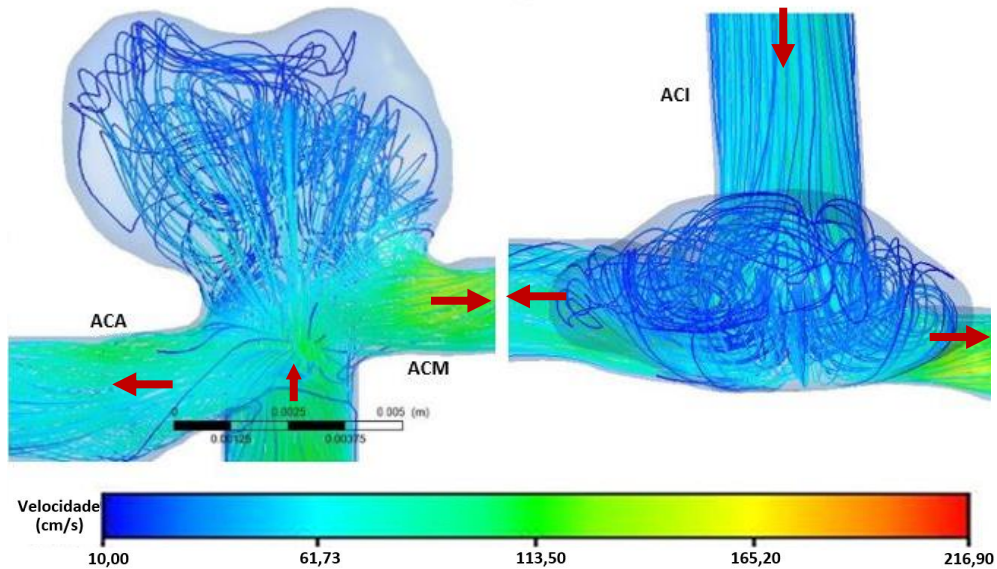 ACI
ACA
ACM
0 0.0025 0.005 (m)
0.00125 0.00375
Velocidade
(cm/s)
10,00 61,73 113,50 165,20 216,90